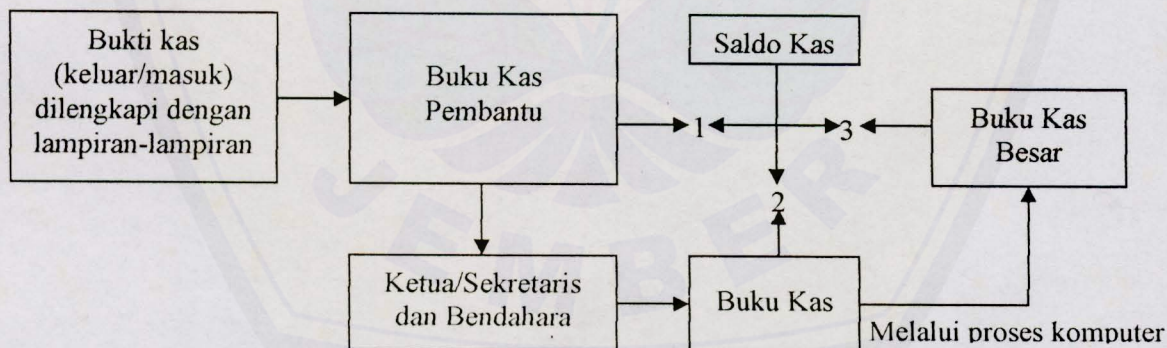 Bukti kas
(keluar/masuk)
dilengkapi dengan
lampiran-lampiran
Buku Kas
Pembantu
Saldo Kas
1
3
2
Buku Kas
Besar
Ketua/Sekretaris
dan Bendahara
Buku Kas
Melalui proses komputer
JEMBER